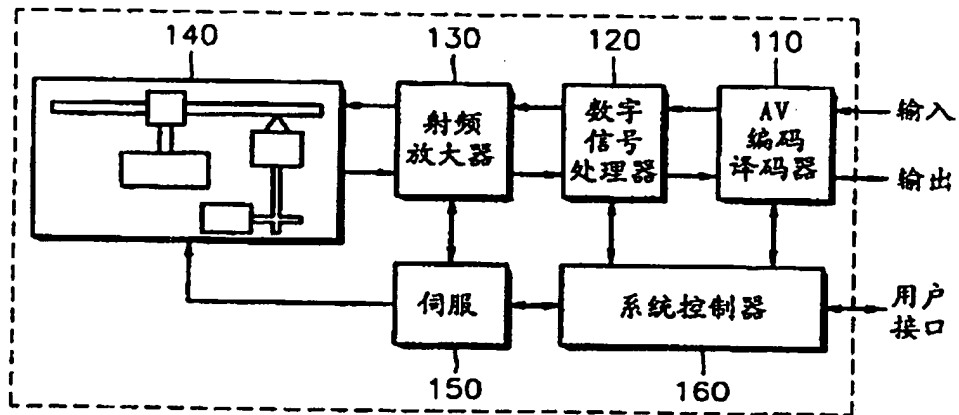 140
130
120
110
射频
放大器
数字
信号
处理器
AV
编码
译码器
输入
输出
伺服
系统控制器
用户
接口
150
160